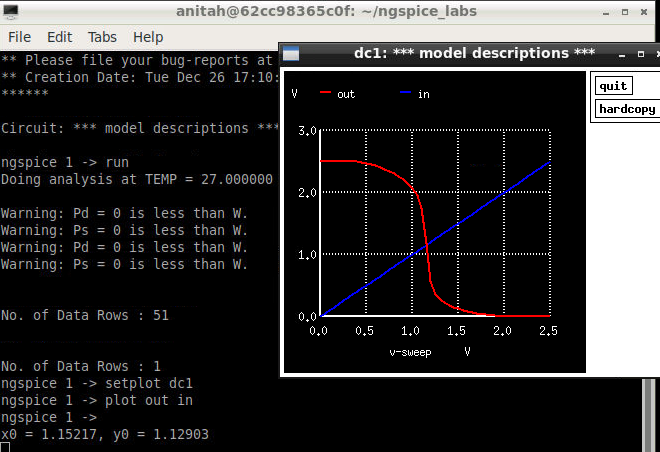 anitah@62cc98365c0f: ~/ngspice_labs
File Edit Tabs Help
** Please file your bug-reports at
** Creation Date: Tue Dec 26 17:10:
******
Circuit: *** model descriptions ***
ngspice 1 -> run
Doing analysis at TEMP = 27.000000
Warning: Pd = 0 is less than W.
Warning: Ps = 0 is less than W.
Warning: Pd = 0 is less than W.
Warning: Ps = 0 is less than W.
No. of Data Rows : 51
No. of Data Rows : 1
ngspice 1 -> setplot dc1
ngspice 1 -> plot out in
ngspice 1 ->
x0 = 1.15217, y0 = 1.12903
dc1: *** model descriptions ***
quit
hardcopy
V out in
3.0
2.0
1.0
0.0
0.0 0.5 1.0 1.5 2.0 2.5
v-sweep V